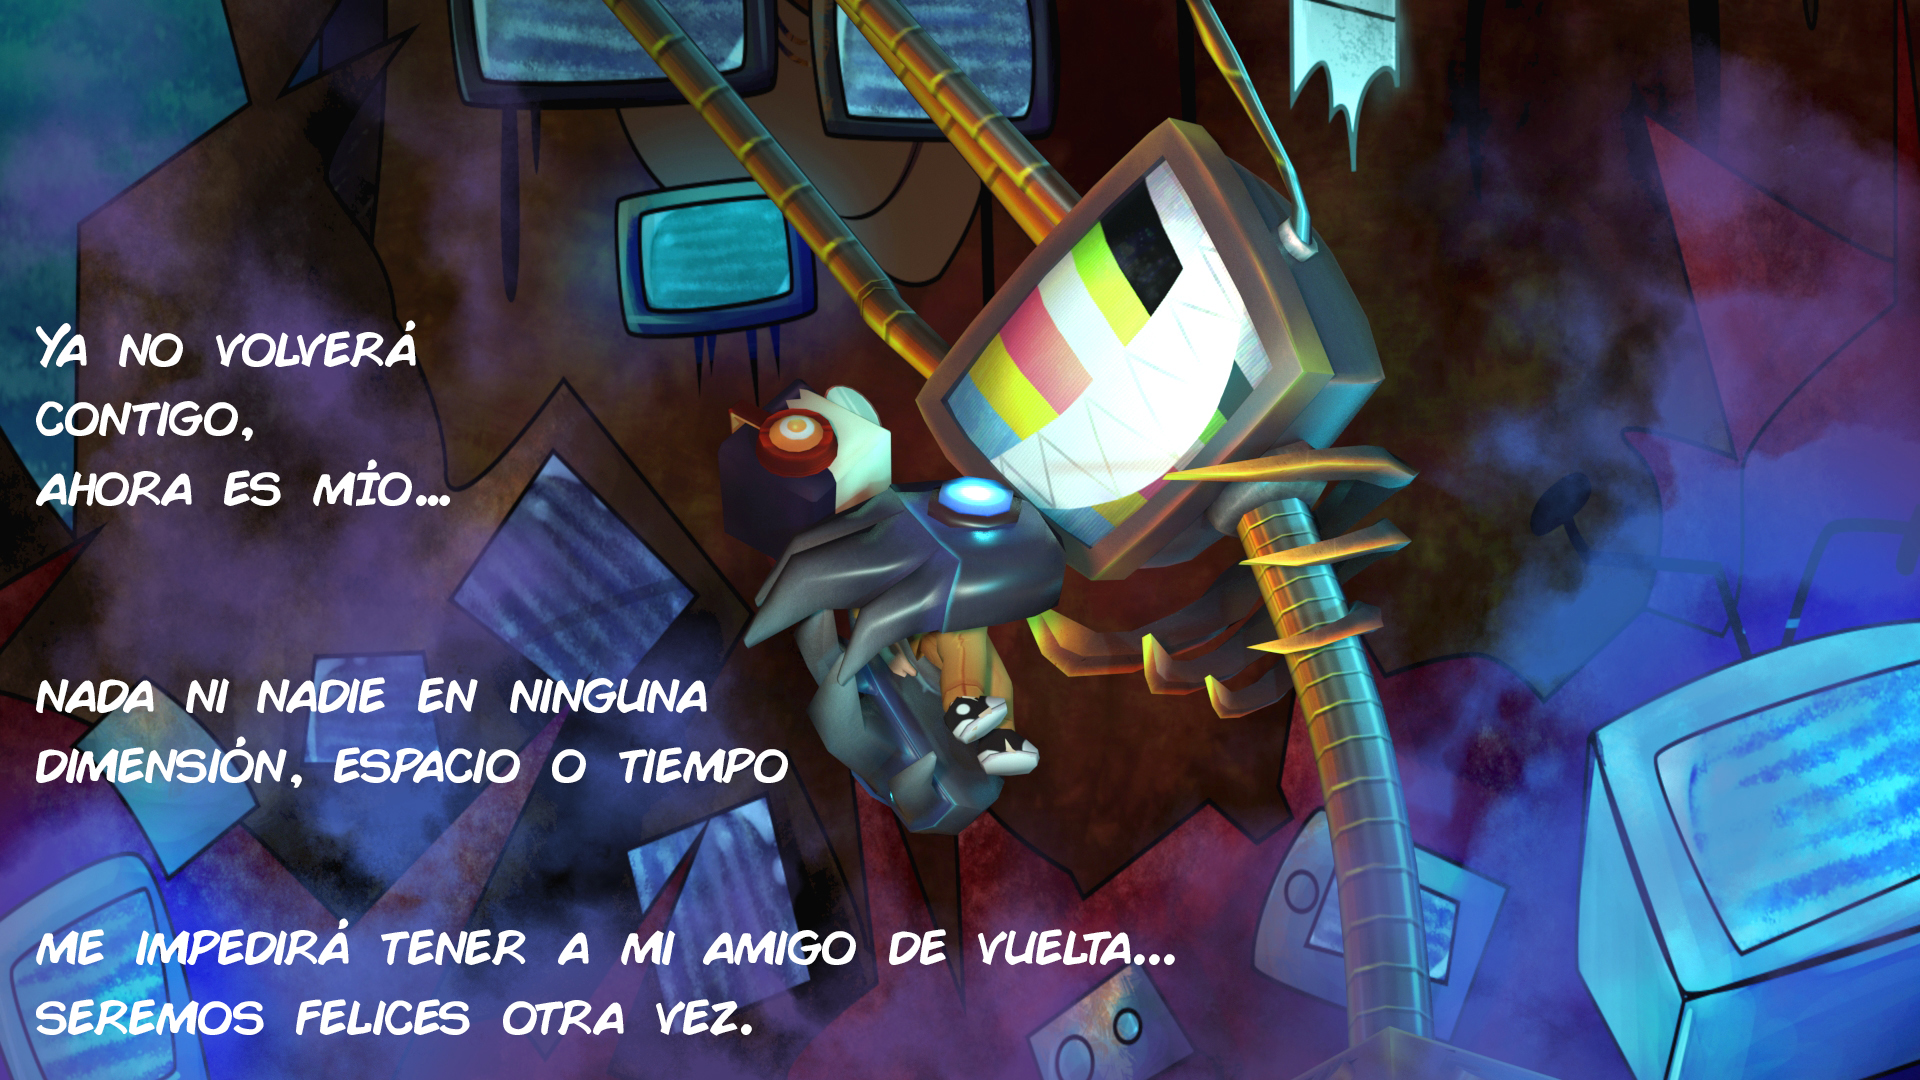 Ya no volverá
contigo,
ahora es mío...
nada ni nadie en ninguna
dimensión, espacio o tiempo
me impedirá tener a mi amigo de vuelta...
seremos felices otra vez.